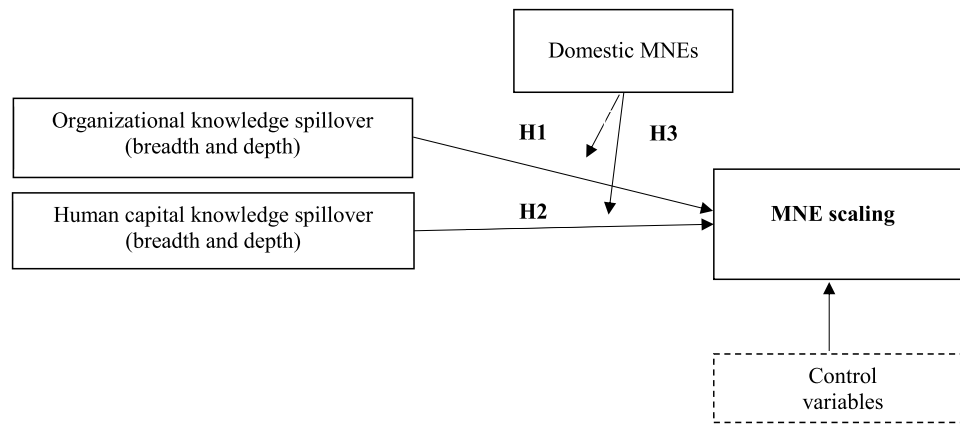 Domestic MNEs
Organizational knowledge spillover
(breadth and depth)
H1
H3
Human capital knowledge spillover
(breadth and depth)
H2
MNE scaling
Control
variables